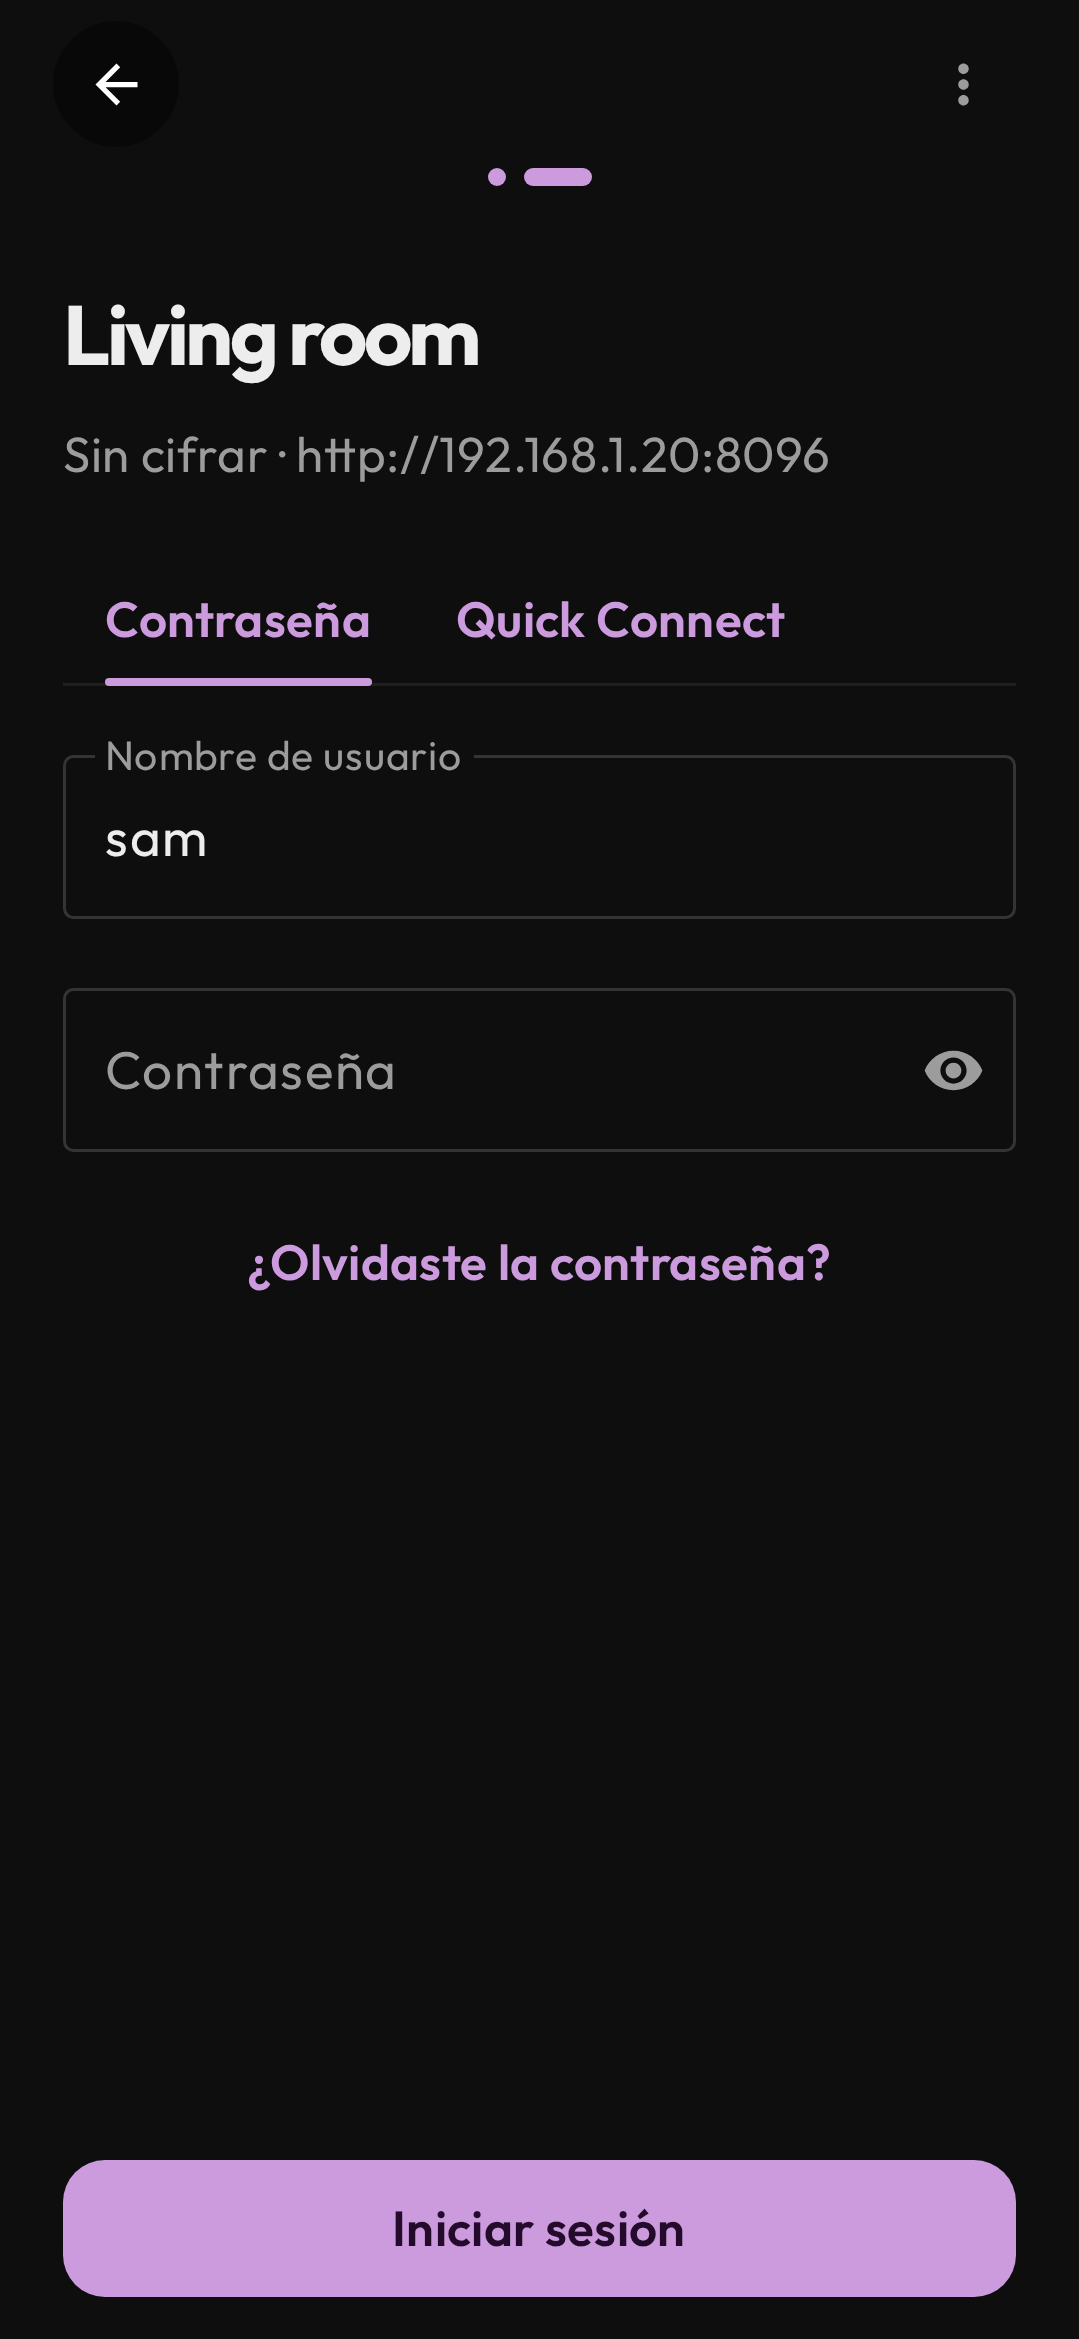 Living room
Sin cifrar · http://192.168.1.20:8096
Contraseña
Quick Connect
Nombre de usuario
sam
Contraseña
¿Olvidaste la contraseña?
Iniciar sesión